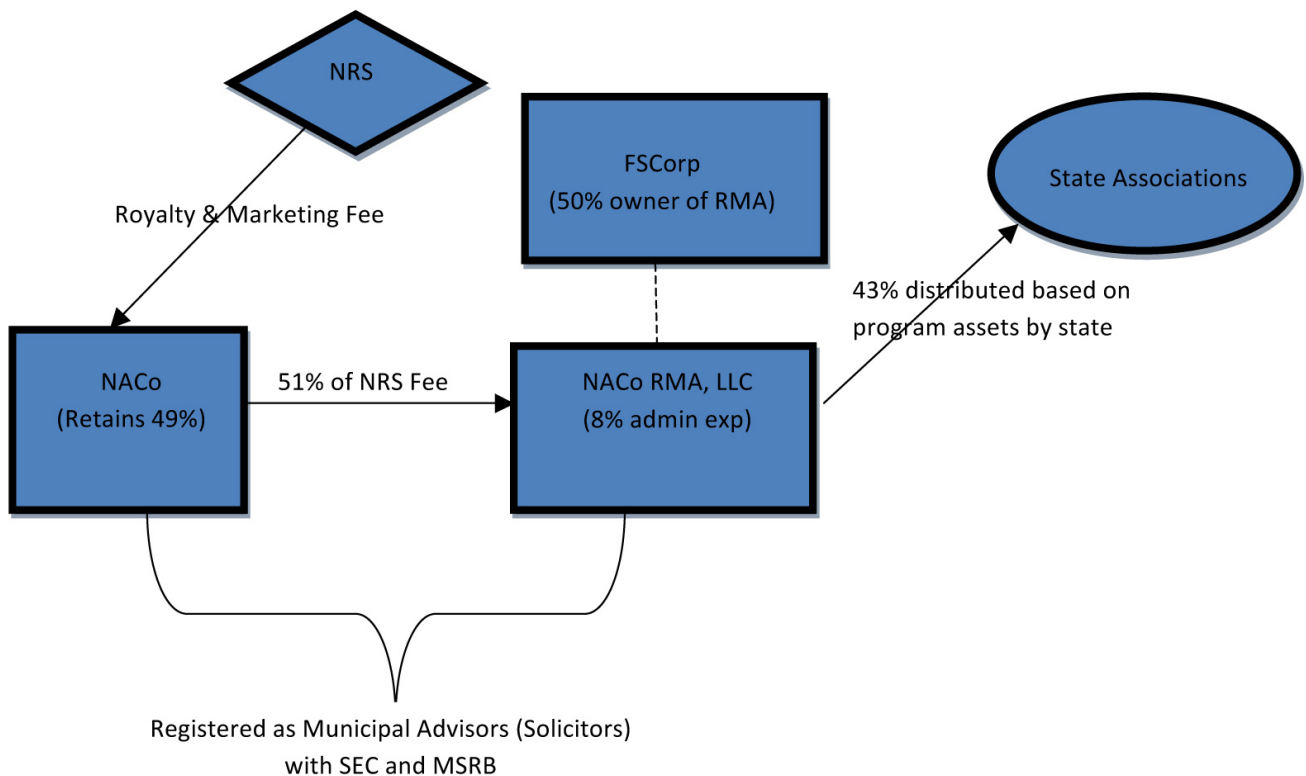 NRS
FSCorp
(50% owner of RMA)
State Associations
Royalty & Marketing Fee
43% distributed based on
program assets by state
NACo
(Retains 49%)
51% of NRS Fee
NACo RMA, LLC
(8% admin exp)
Registered as Municipal Advisors (Solicitors)
with SEC and MSRB